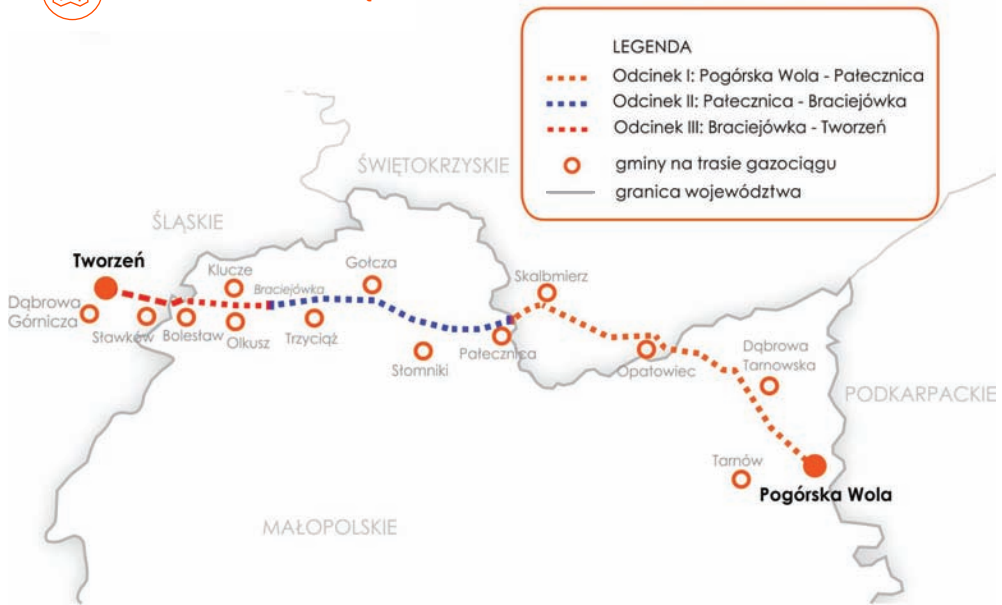 LEGENDA
Odcinek I: Pogórska Wola - Pałecznica
Odcinek II: Pałecznica - Braciejówka
Odcinek III: Braciejówka - Tworzeń
gminy na trasie gazociągu
granica województwa
ŚWIĘTOKRZYSKIE
ŚLĄSKIE
Tworzeń
Klucze
Braciejówka
Gołcza
Skalbmierz
Dąbrowa
Górnicza
Sławków
Bolesław
Olkusz
Trzyciąż
Słomniki
Pałecznica
Opatowiec
Dąbrowa
Tarnowska
PODKARPACKIE
Tarnów
Pogórska Wola
MAŁOPOLSKIE